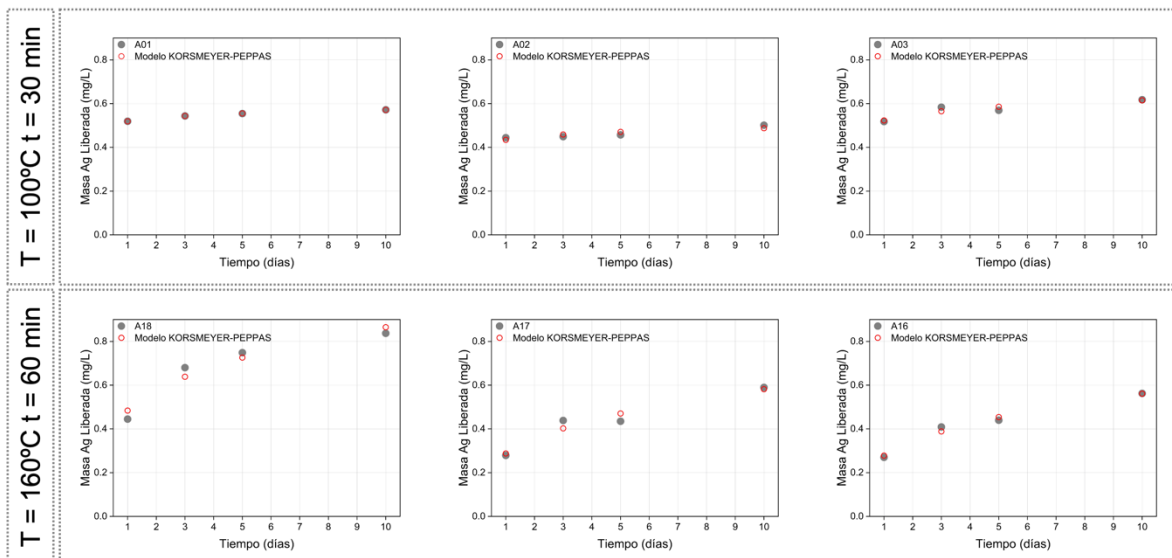 T = 100ºC t = 30 min
A01
Modelo KORSMEYER-PEPPAS
Masa Ag Liberada (mg/L)
0.8
0.6
0.4
0.2
0.0
1 2 3 4 5 6 7 8 9 10
Tiempo (días)
A02
Modelo KORSMEYER-PEPPAS
Masa Ag Liberada (mg/L)
0.8
0.6
0.4
0.2
0.0
1 2 3 4 5 6 7 8 9 10
Tiempo (días)
A03
Modelo KORSMEYER-PEPPAS
Masa Ag Liberada (mg/L)
0.8
0.6
0.4
0.2
0.0
1 2 3 4 5 6 7 8 9 10
Tiempo (días)
T = 160ºC t = 60 min
A18
Modelo KORSMEYER-PEPPAS
Masa Ag Liberada (mg/L)
0.8
0.6
0.4
0.2
0.0
1 2 3 4 5 6 7 8 9 10
Tiempo (días)
A17
Modelo KORSMEYER-PEPPAS
Masa Ag Liberada (mg/L)
0.8
0.6
0.4
0.2
0.0
1 2 3 4 5 6 7 8 9 10
Tiempo (días)
A16
Modelo KORSMEYER-PEPPAS
Masa Ag Liberada (mg/L)
0.8
0.6
0.4
0.2
0.0
1 2 3 4 5 6 7 8 9 10
Tiempo (días)